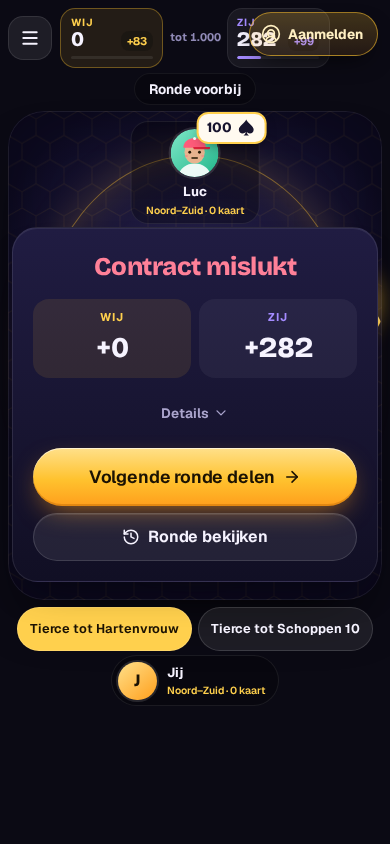 WIJ
0
+83
tot 1.000
ZIJ
282
+99
Aanmelden
Ronde voorbij
100
Luc
Noord–Zuid · 0 kaart
Contract mislukt
WIJ
+0
ZIJ
+282
Details
Volgende ronde delen
Ronde bekijken
Tierce tot Hartenvrouw
Tierce tot Schoppen 10
J
Jij
Noord–Zuid · 0 kaart